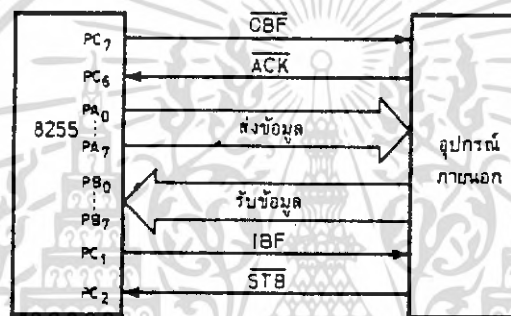 OBF
PC7
ACK
PC6
PA0
8255
ส่งข้อมูล
PA7
อุปกรณ์
ภายนอก
PB0
รับข้อมูล
PB7
IBF
PC1
STB
PC2